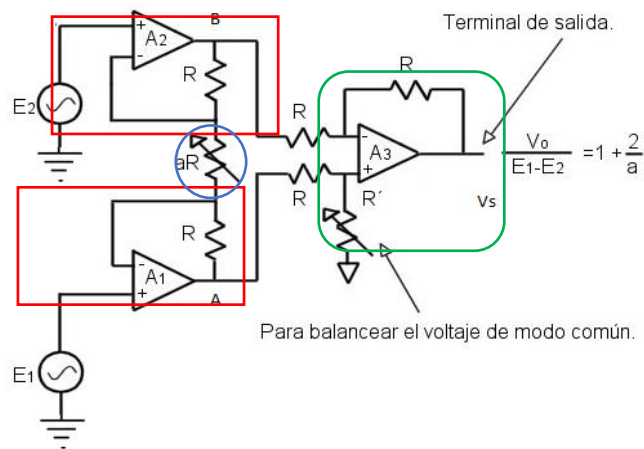 Terminal de salida.
B
+
A2
-
R
R
E2
R
-
A3
+
Vo
E1-E2
=1+
2
a
aR
R
R´
Vs
R
-
A1
+
A
Para balancear el voltaje de modo común.
E1